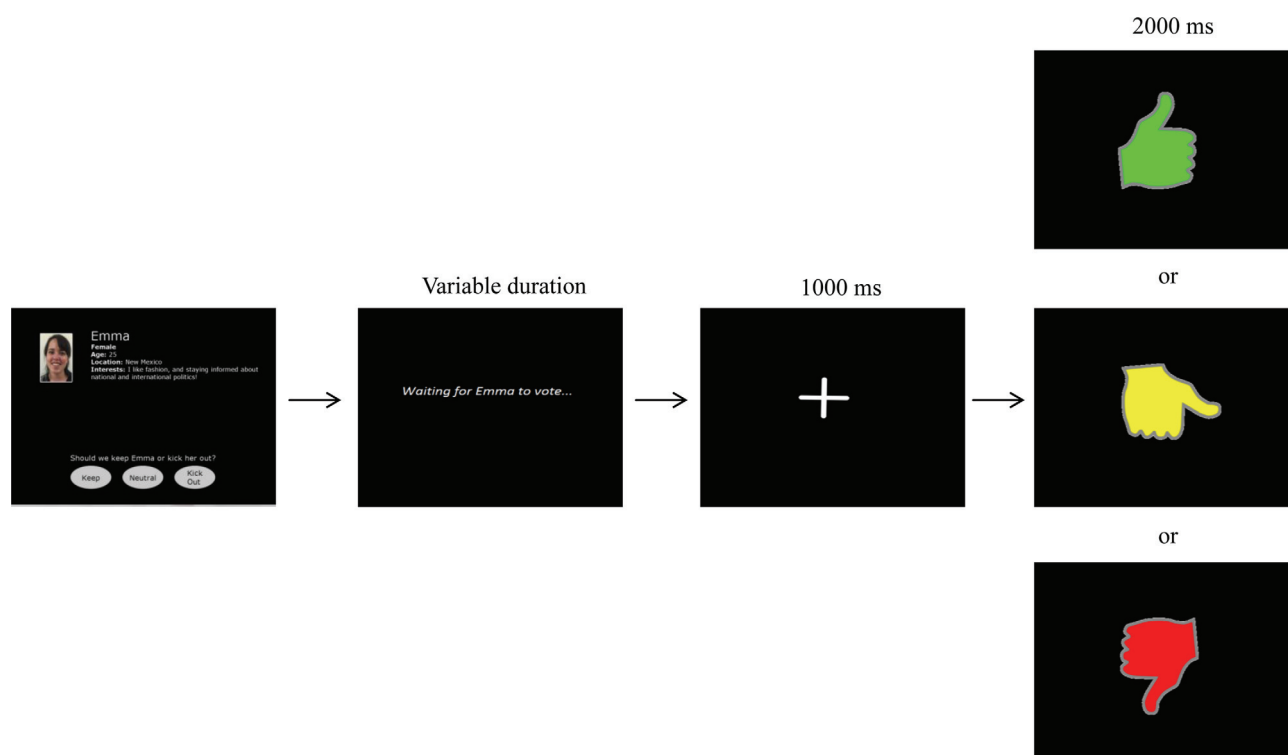 2000 ms
or
Variable duration
1000 ms
Emma
Female
Age: 25
Location: New Mexico
Interests: I like fashion, and staying informed about
national and international politics!
Should we keep Emma or kick her out?
Keep
Neutral
Kick
Out
Waiting for Emma to vote...
or